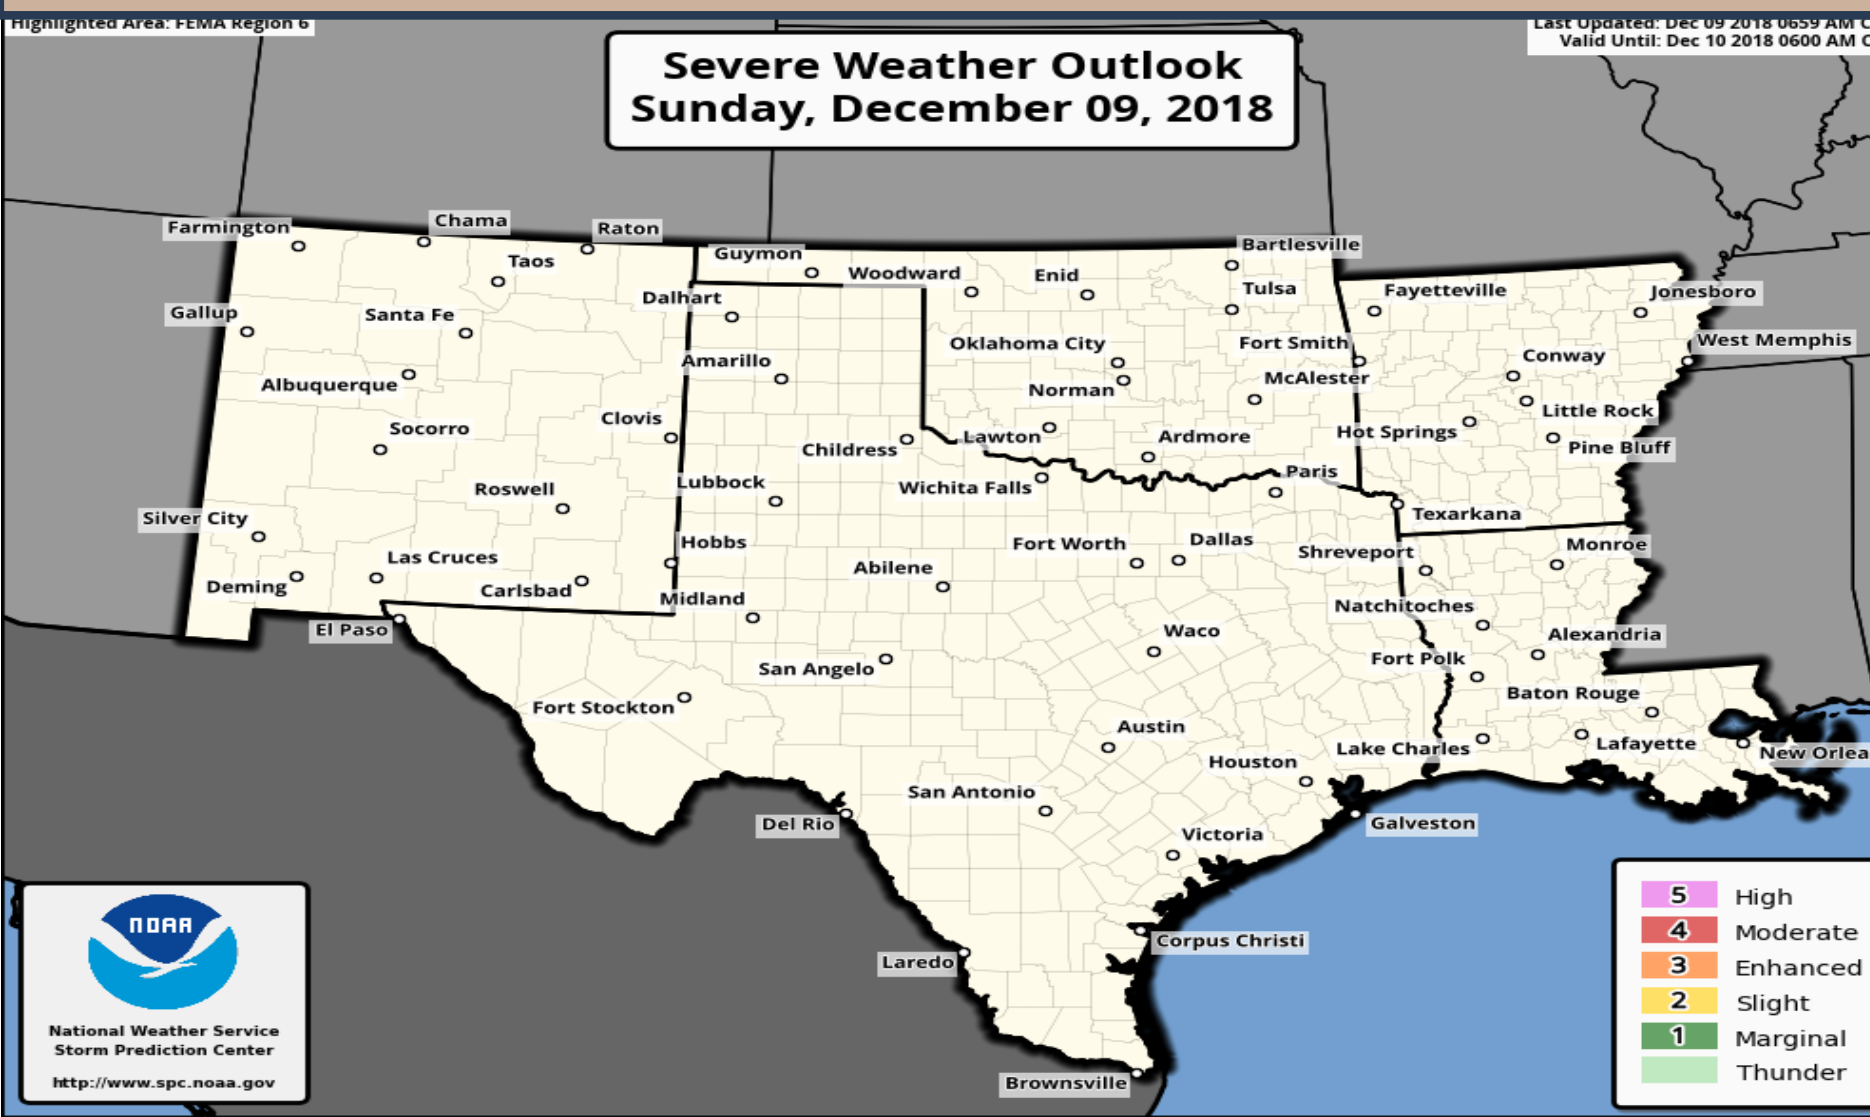 Highlighted Area: FEMA Region 6
Last Updated: Dec 09 2018 0659 AM
Valid Until: Dec 10 2018 0600 AM
Severe Weather Outlook
Sunday, December 09, 2018
Farmington
Chama
Raton
Taos
Guymon
Woodward
Enid
Bartlesville
Tulsa
Fayetteville
Jonesboro
Gallup
Santa Fe
Dalhart
Albuquerque
Amarillo
Oklahoma City
Norman
Fort Smith
McAlester
Conway
West Memphis
Socorro
Clovis
Childress
Lawton
Ardmore
Hot Springs
Little Rock
Pine Bluff
Roswell
Lubbock
Wichita Falls
Paris
Texarkana
Silver City
Las Cruces
Hobbs
Fort Worth
Dallas
Shreveport
Monroe
Deming
Carlsbad
Midland
Abilene
Natchitoches
Alexandria
El Paso
San Angelo
Waco
Fort Polk
Baton Rouge
Fort Stockton
Austin
Houston
Lake Charles
Lafayette
New Orlea
Del Rio
San Antonio
Victoria
Galveston
Laredo
Corpus Christi
Brownsville
NOAA
National Weather Service
Storm Prediction Center
http://www.spc.noaa.gov
5 High
4 Moderate
3 Enhanced
2 Slight
1 Marginal
Thunder